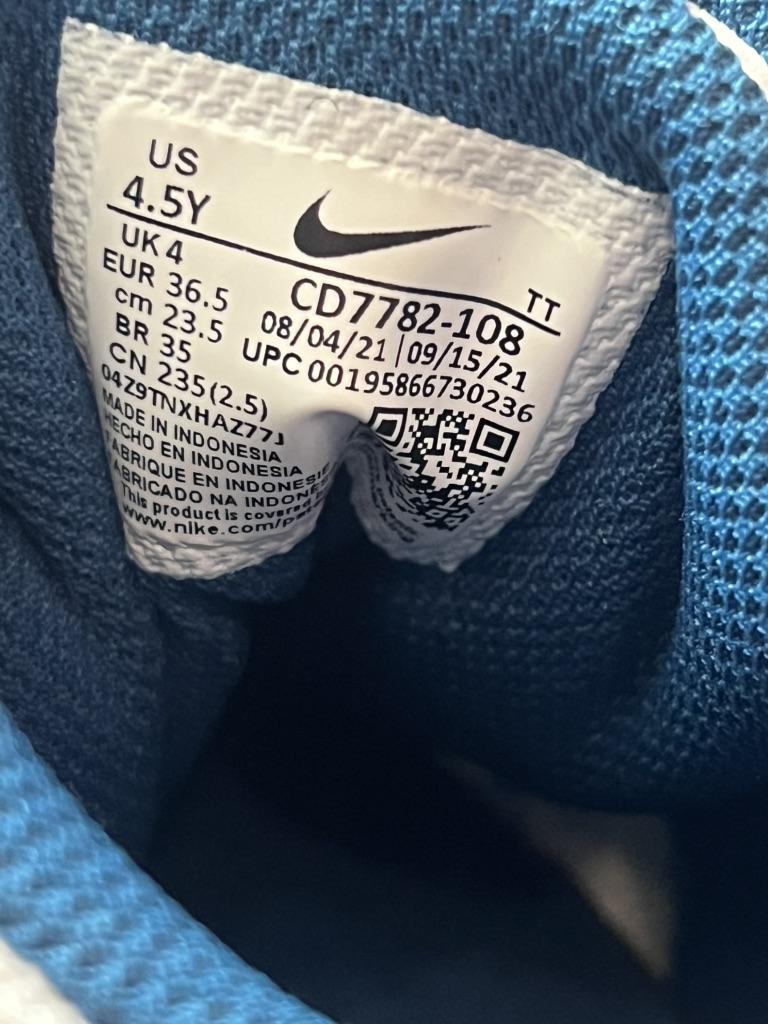 US
4.5Y
UK 4
EUR 36.5
cm 23.5
BR 35
CN 235(2.5)
04Z9TNXHAZ77J
MADE IN INDONESIA
HECHO EN INDONESIA
FABRIQUE EN INDONESIE
FABRICADO NA
This product is covered
www.nike.com/
TT
CD7782-108
08/04/21|09/15/21
UPC 00195866730236